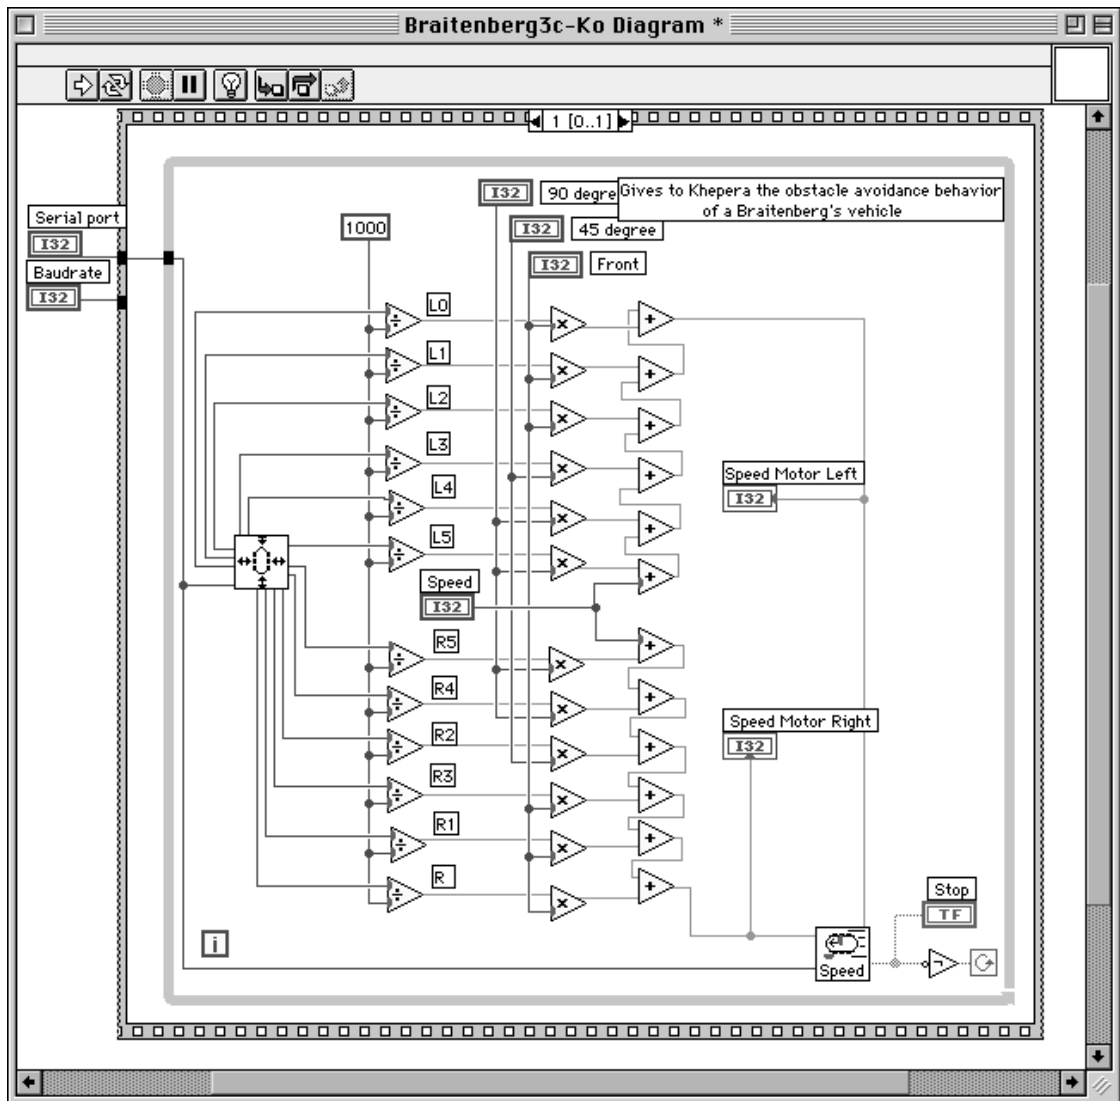 Braitenberg3c-Ko Diagram *
1 [0..1]
Serial port
I32
Baudrate
I32
1000
I32
90 degre
Gives to Khepera the obstacle avoidance behavior
of a Braitenberg's vehicle
I32
45 degree
I32
Front
L0
L1
L2
L3
L4
L5
Speed
I32
Speed Motor Left
I32
R5
R4
R2
R3
R1
R
Speed Motor Right
I32
Stop
TF
i
Speed